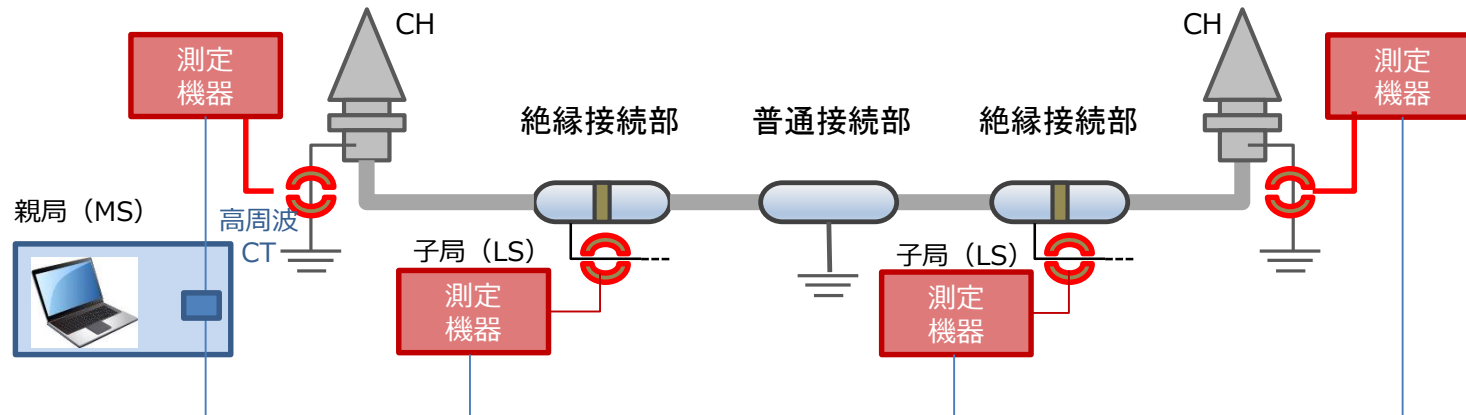 CH
CH
測定
機器
測定
機器
絶縁接続部
普通接続部
絶縁接続部
親局（MS）
高周波
CT
子局（LS）
子局（LS）
測定
機器
測定
機器